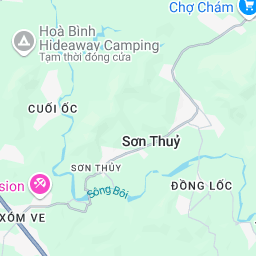 Chợ Chám
Hoà Bình
Hideaway Camping
Tạm thời đóng cửa
CUỐI ỐC
Sơn Thuỷ
SƠN THỦY
sion
Sông Bôi
ĐỒNG LỐC
XÓM VE